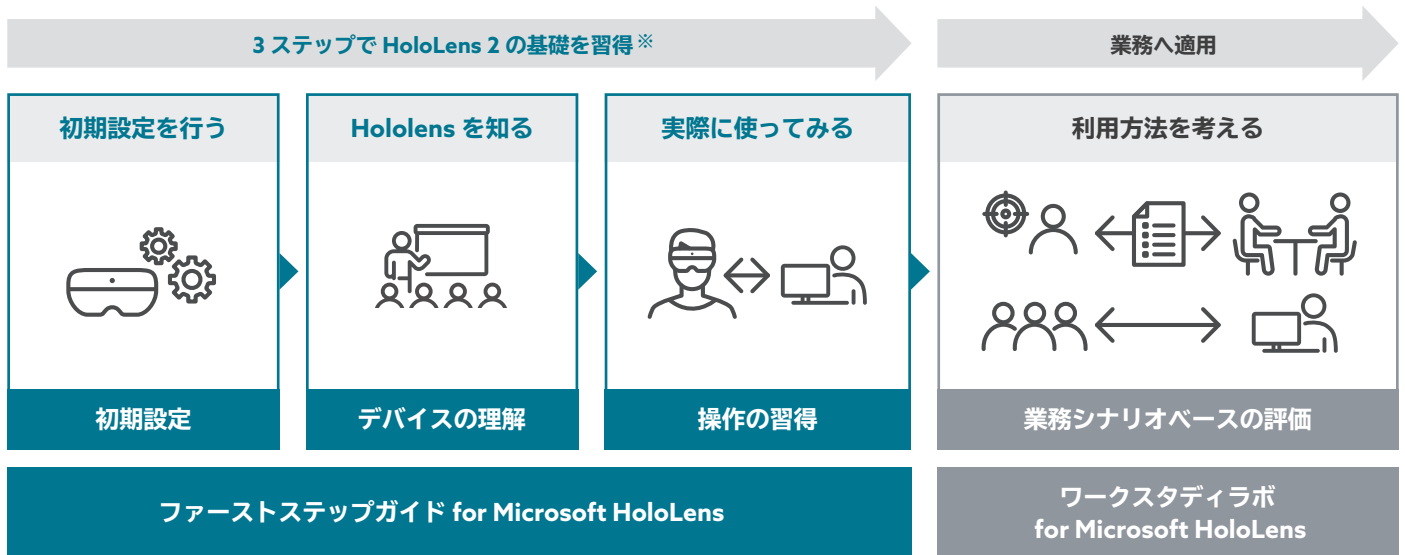 3 ステップで HoloLens 2 の基礎を習得※
業務へ適用
初期設定を行う
Hololens を知る
実際に使ってみる
利用方法を考える
初期設定
デバイスの理解
操作の習得
業務シナリオベースの評価
ファーストステップガイド for Microsoft HoloLens
ワークスタディラボ
for Microsoft HoloLens